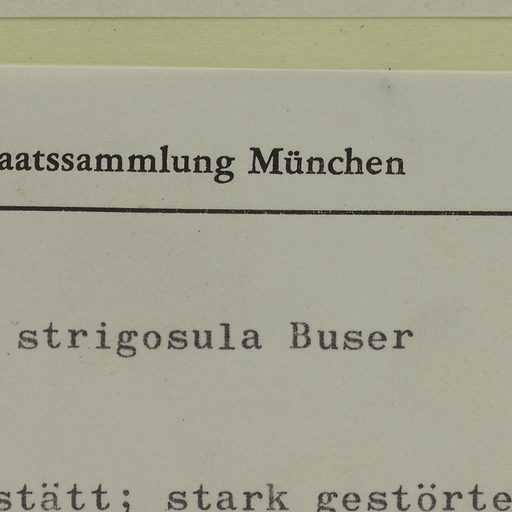 aatssammlung München
strigosula Buser
stätt; stark gestörte